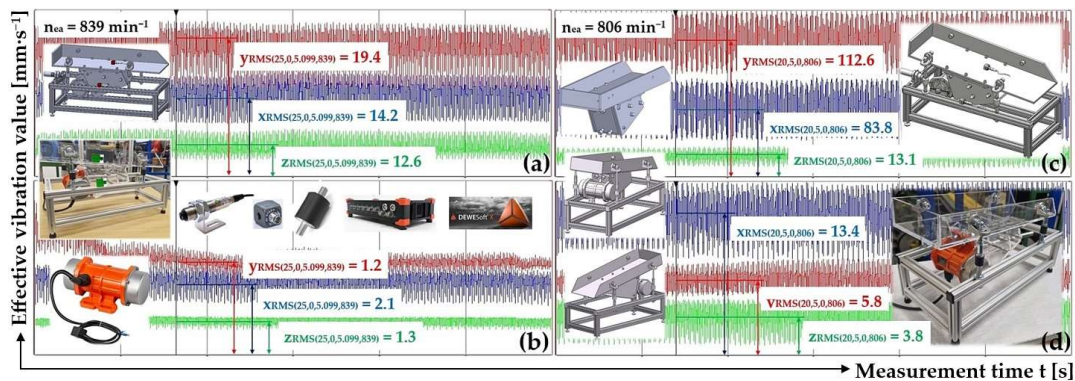 Effective vibration value [mm·s⁻¹]
nea = 839 min⁻¹
yRMS(25,0,5.099,839) = 19.4
xRMS(25,0,5.099,839) = 14.2
zRMS(25,0,5.099,839) = 12.6
(a)
DEWESoft X
yRMS(25,0,5.099,839) = 1.2
xRMS(25,0,5.099,839) = 2.1
zRMS(25,0,5.099,839) = 1.3
(b)
nea = 806 min⁻¹
yRMS(20,5,0,806) = 112.6
xRMS(20,5,0,806) = 83.8
zRMS(20,5,0,806) = 13.1
(c)
xRMS(20,5,0,806) = 13.4
yRMS(20,5,0,806) = 5.8
zRMS(20,5,0,806) = 3.8
(d)
Measurement time t [s]